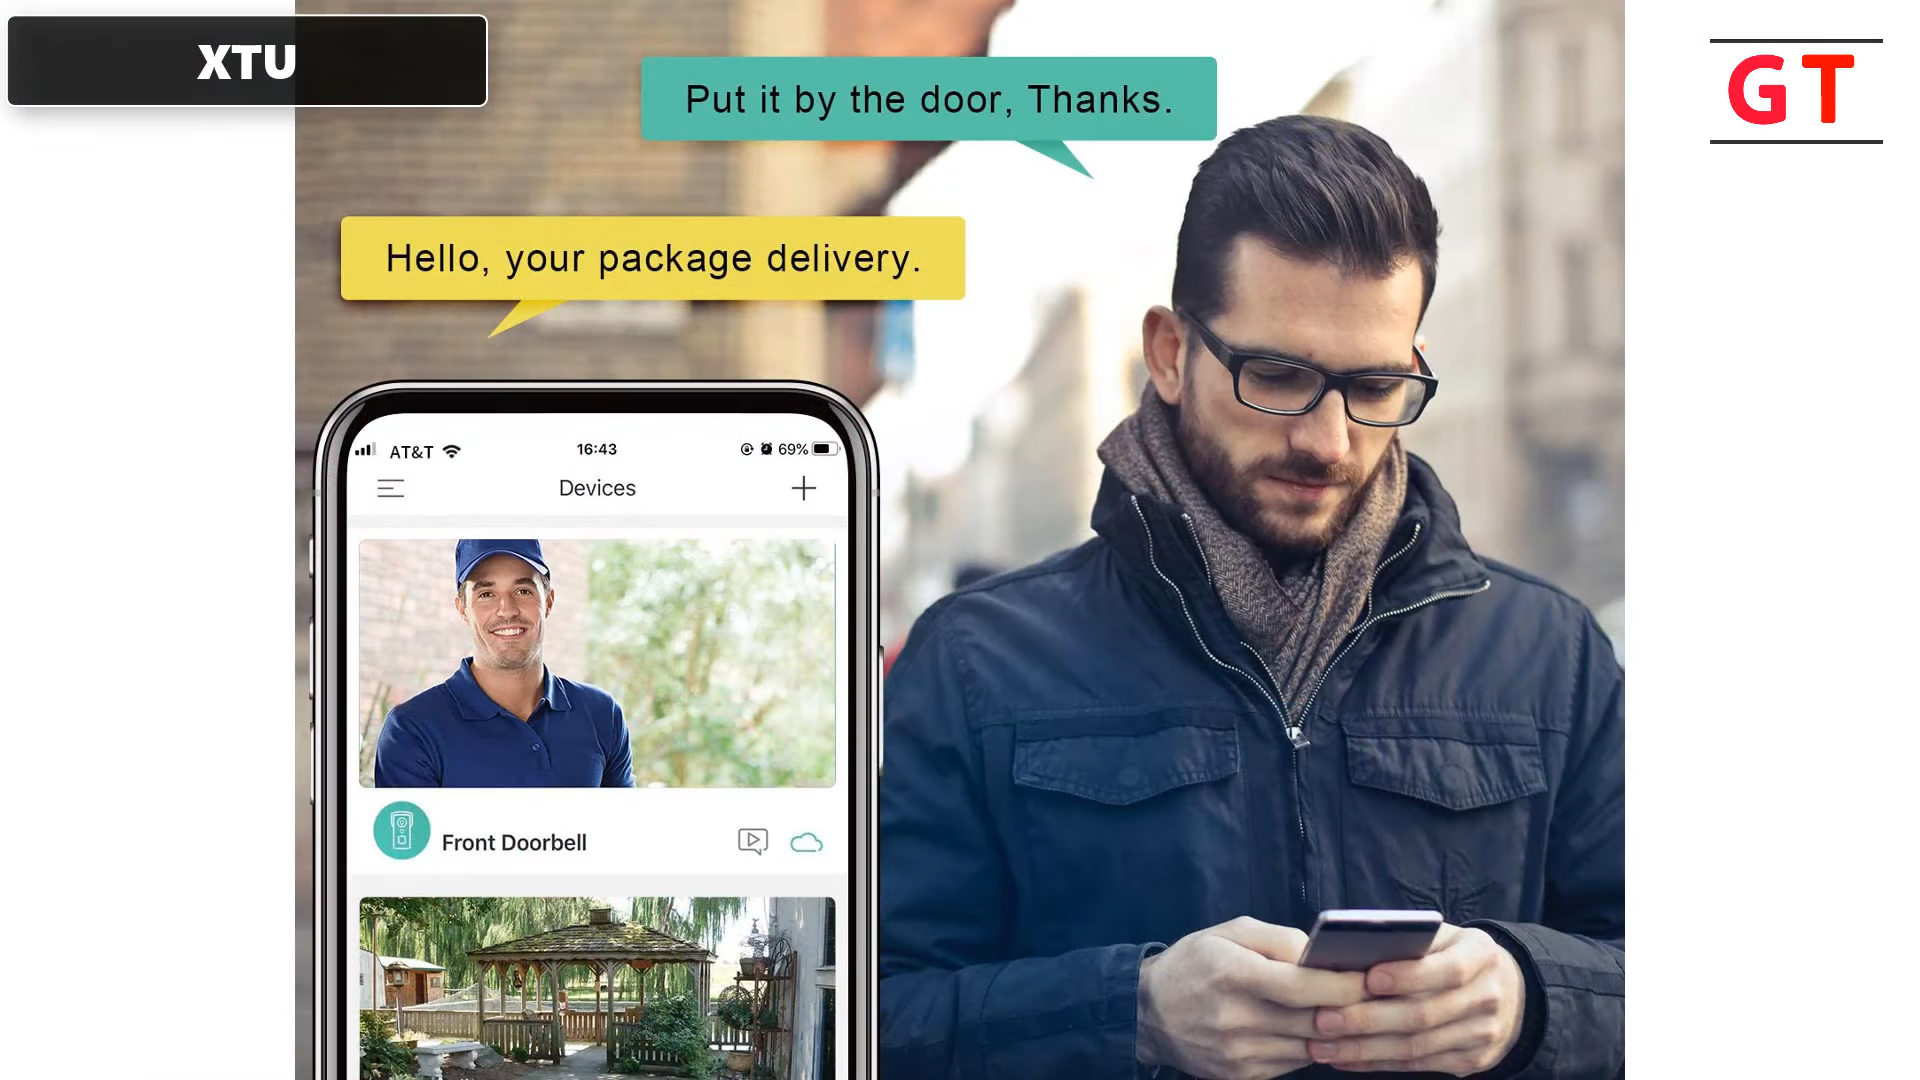 XTU
GT
Put it by the door, Thanks.
Hello, your package delivery.
AT&T 16:43 69%
Devices
Front Doorbell